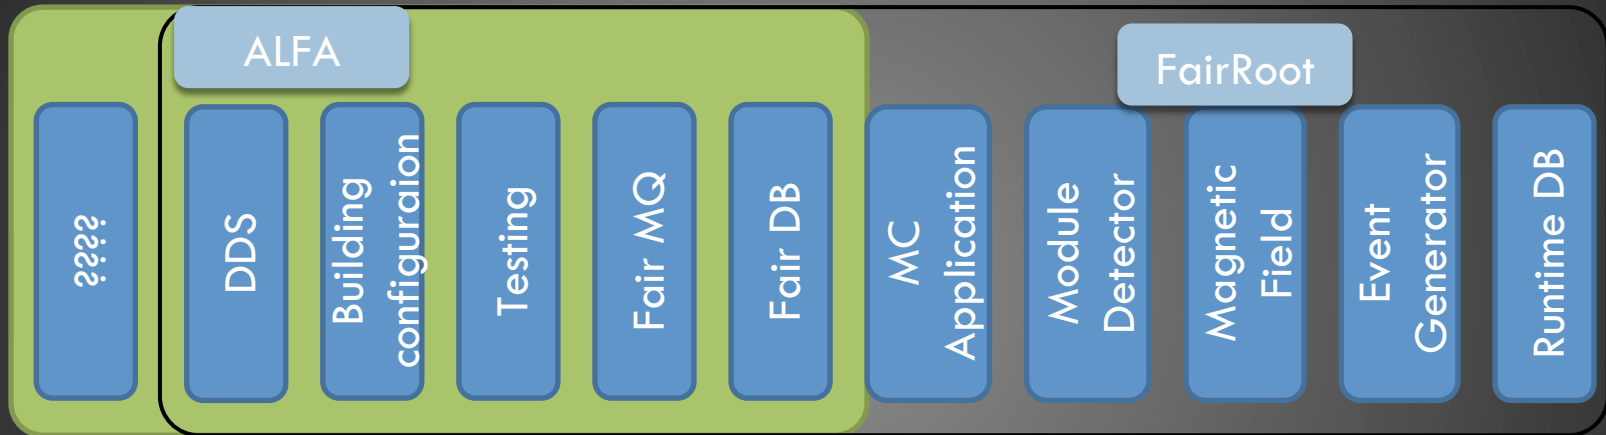 ALFA
FairRoot
????
DDS
Building
configuraion
Testing
Fair MQ
Fair DB
MC
Application
Module
Detector
Magnetic
Field
Event
Generator
Runtime DB